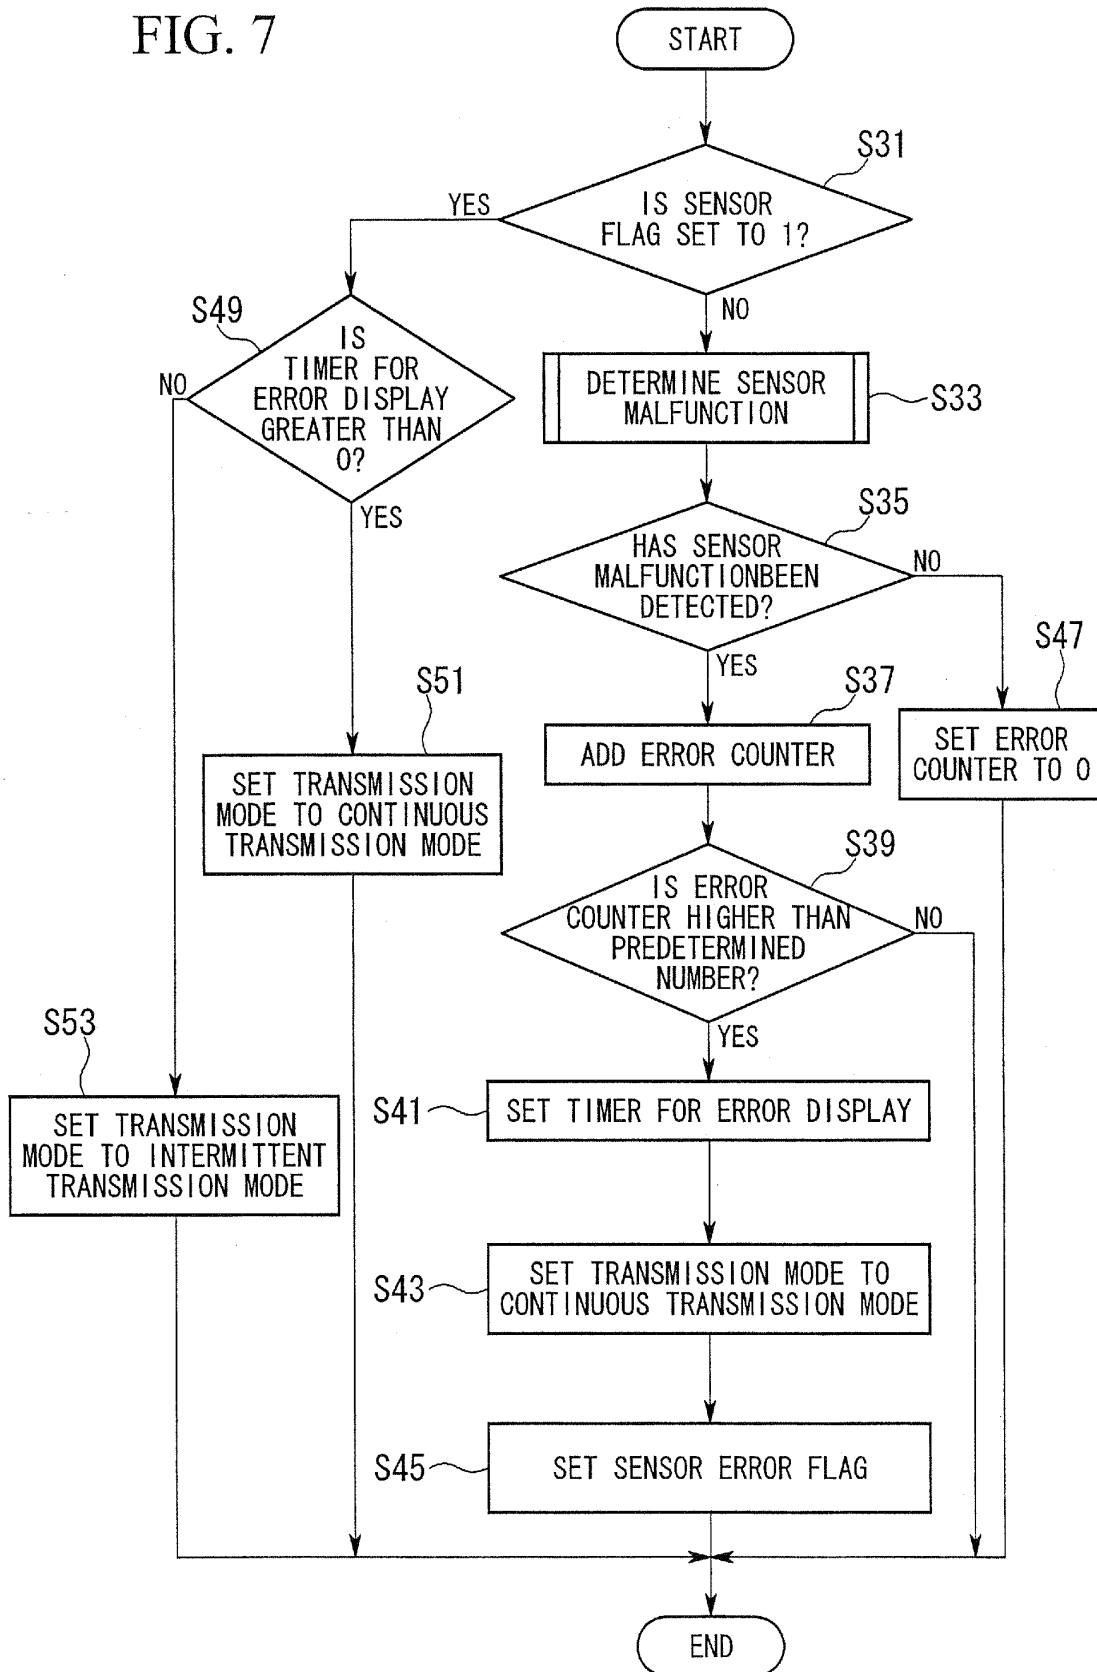 FIG. 7
START
S31
IS SENSOR
FLAG SET TO 1?
YES
NO
S49
IS
TIMER FOR
ERROR DISPLAY
GREATER THAN
0?
NO
YES
DETERMINE SENSOR
MALFUNCTION
S33
S35
HAS SENSOR
MALFUNCTIONBEEN
DETECTED?
NO
YES
S47
SET ERROR
COUNTER TO 0
S37
ADD ERROR COUNTER
S51
SET TRANSMISSION
MODE TO CONTINUOUS
TRANSMISSION MODE
S39
IS ERROR
COUNTER HIGHER THAN
PREDETERMINED
NUMBER?
NO
YES
S53
SET TRANSMISSION
MODE TO INTERMITTENT
TRANSMISSION MODE
S41
SET TIMER FOR ERROR DISPLAY
S43
SET TRANSMISSION MODE TO
CONTINUOUS TRANSMISSION MODE
S45
SET SENSOR ERROR FLAG
END